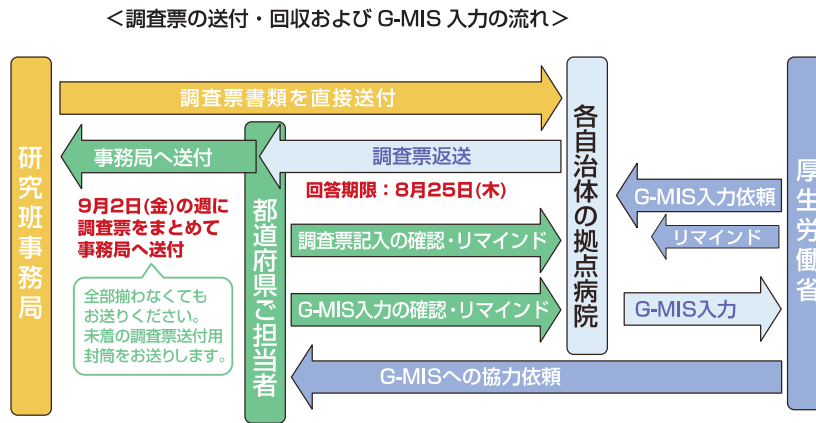 ＜調査票の送付・回収および G-MIS 入力の流れ＞
研究班事務局
調査票書類を直接送付
事務局へ送付
調査票返送
回答期限：8月25日(木)
9月2日(金)の週に
調査票をまとめて
事務局へ送付
全部揃わなくても
お送りください。
未着の調査票送付用
封筒をお送りします。
都道府県ご担当者
調査票記入の確認・リマインド
G-MIS入力の確認・リマインド
各自治体の拠点病院
G-MIS入力依頼
リマインド
G-MIS入力
G-MISへの協力依頼
厚生労働省